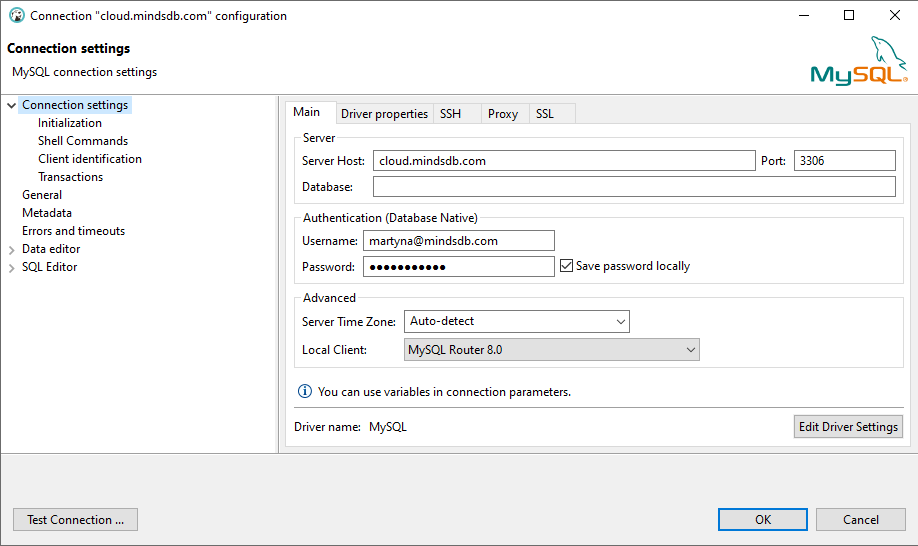 Connection "cloud.mindsdb.com" configuration
Connection settings
MySQL connection settings
MySQL®
Connection settings
Initialization
Shell Commands
Client identification
Transactions
General
Metadata
Errors and timeouts
Data editor
SQL Editor
Main Driver properties SSH Proxy SSL
Server
Server Host: cloud.mindsdb.com Port: 3306
Database:
Authentication (Database Native)
Username: martyna@mindsdb.com
Password: ●●●●●●●●●●● Save password locally
Advanced
Server Time Zone: Auto-detect
Local Client: MySQL Router 8.0
You can use variables in connection parameters.
Driver name: MySQL Edit Driver Settings
Test Connection ... OK Cancel